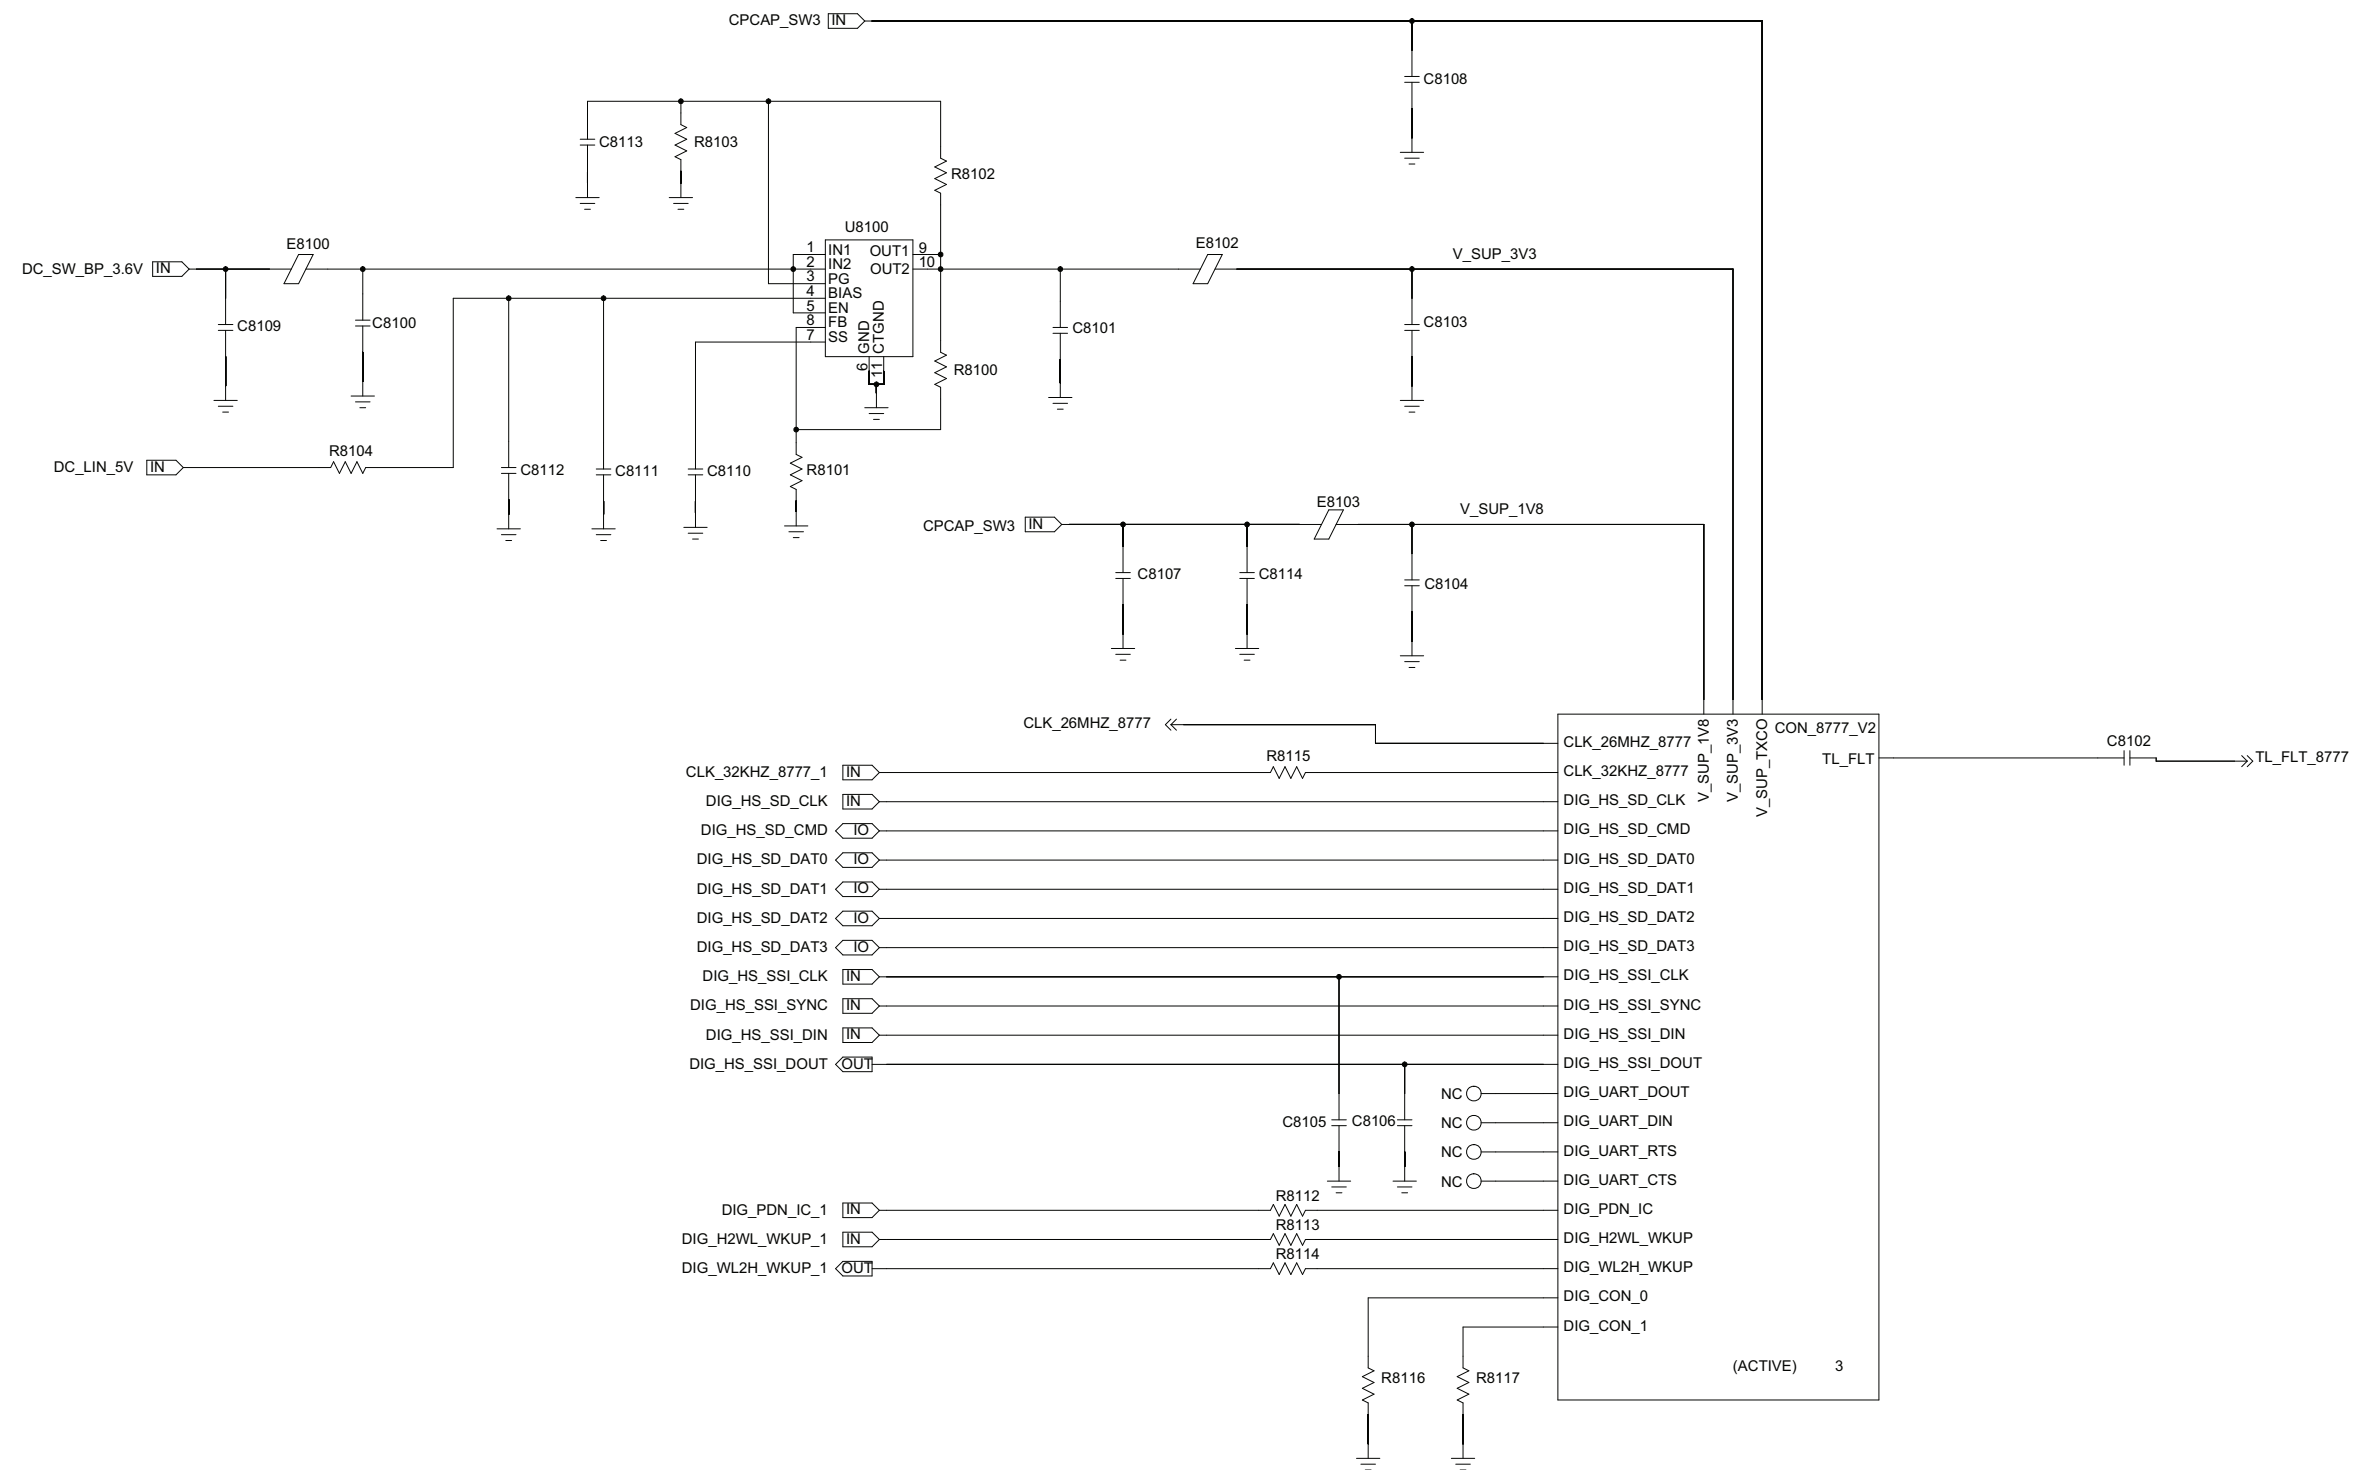 CPCAP_SW3 IN
C8108
C8113 R8103
R8102
U8100
E8100
DC_SW_BP_3.6V IN
1 IN1 OUT1 9
2 IN2 OUT2 10
3 PG
4 BIAS
5 EN
8 FB
7 SS
GND 6
CTGND 11
E8102
V_SUP_3V3
C8109 C8100
C8101
C8103
R8100
DC_LIN_5V IN
R8104
C8112 C8111 C8110 R8101
CPCAP_SW3 IN
E8103
V_SUP_1V8
C8107 C8114 C8104
V_SUP_1V8
V_SUP_3V3
V_SUP_TXCO
CON_8777_V2
CLK_26MHZ_8777 CLK_26MHZ_8777
TL_FLT C8102 TL_FLT_8777
CLK_32KHZ_8777_1 IN R8115 CLK_32KHZ_8777
DIG_HS_SD_CLK IN DIG_HS_SD_CLK
DIG_HS_SD_CMD IO DIG_HS_SD_CMD
DIG_HS_SD_DAT0 IO DIG_HS_SD_DAT0
DIG_HS_SD_DAT1 IO DIG_HS_SD_DAT1
DIG_HS_SD_DAT2 IO DIG_HS_SD_DAT2
DIG_HS_SD_DAT3 IO DIG_HS_SD_DAT3
DIG_HS_SSI_CLK IN DIG_HS_SSI_CLK
DIG_HS_SSI_SYNC IN DIG_HS_SSI_SYNC
DIG_HS_SSI_DIN IN DIG_HS_SSI_DIN
DIG_HS_SSI_DOUT OUT DIG_HS_SSI_DOUT
NC DIG_UART_DOUT
C8105 C8106 NC DIG_UART_DIN
NC DIG_UART_RTS
NC DIG_UART_CTS
DIG_PDN_IC_1 IN R8112 DIG_PDN_IC
DIG_H2WL_WKUP_1 IN R8113 DIG_H2WL_WKUP
DIG_WL2H_WKUP_1 OUT R8114 DIG_WL2H_WKUP
DIG_CON_0
DIG_CON_1
(ACTIVE) 3
R8116 R8117